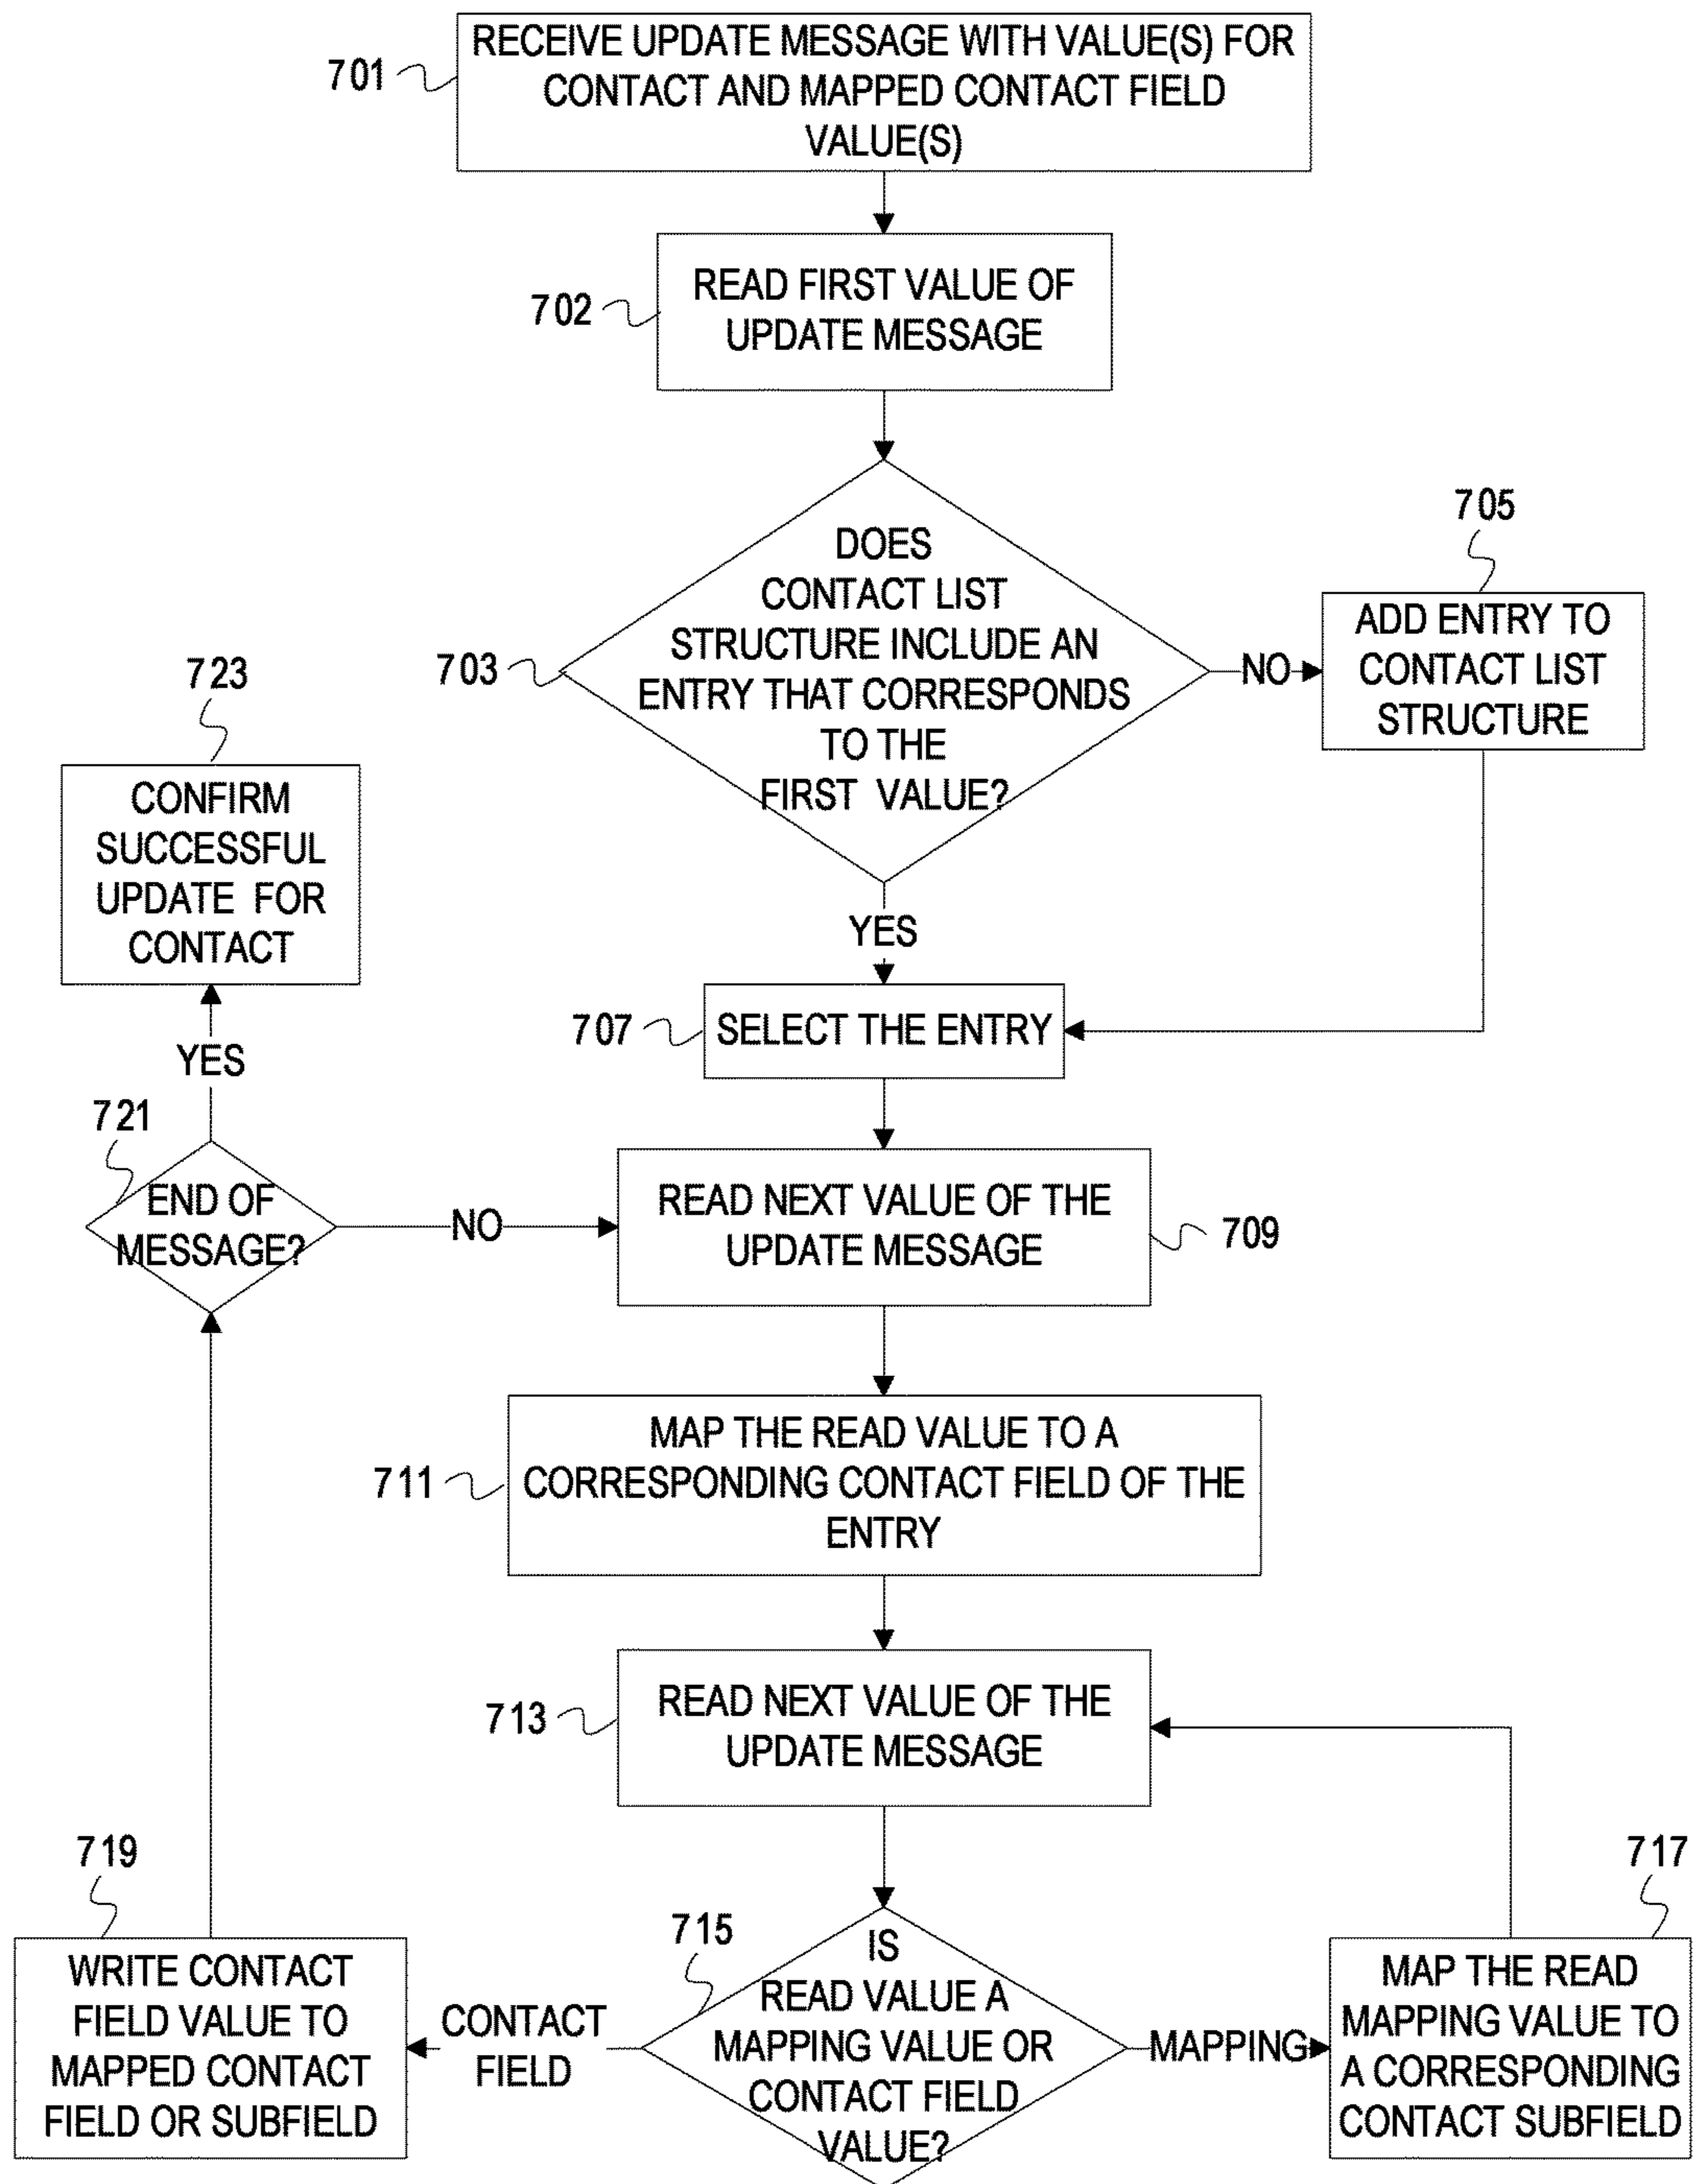 701
RECEIVE UPDATE MESSAGE WITH VALUE(S) FOR
CONTACT AND MAPPED CONTACT FIELD
VALUE(S)
702
READ FIRST VALUE OF
UPDATE MESSAGE
703
DOES
CONTACT LIST
STRUCTURE INCLUDE AN
ENTRY THAT CORRESPONDS
TO THE
FIRST VALUE?
NO
705
ADD ENTRY TO
CONTACT LIST
STRUCTURE
YES
707
SELECT THE ENTRY
723
CONFIRM
SUCCESSFUL
UPDATE FOR
CONTACT
YES
721
END OF
MESSAGE?
NO
READ NEXT VALUE OF THE
UPDATE MESSAGE
709
711
MAP THE READ VALUE TO A
CORRESPONDING CONTACT FIELD OF THE
ENTRY
713
READ NEXT VALUE OF THE
UPDATE MESSAGE
715
IS
READ VALUE A
MAPPING VALUE OR
CONTACT FIELD
VALUE?
MAPPING
717
MAP THE READ
MAPPING VALUE TO
A CORRESPONDING
CONTACT SUBFIELD
CONTACT
FIELD
719
WRITE CONTACT
FIELD VALUE TO
MAPPED CONTACT
FIELD OR SUBFIELD